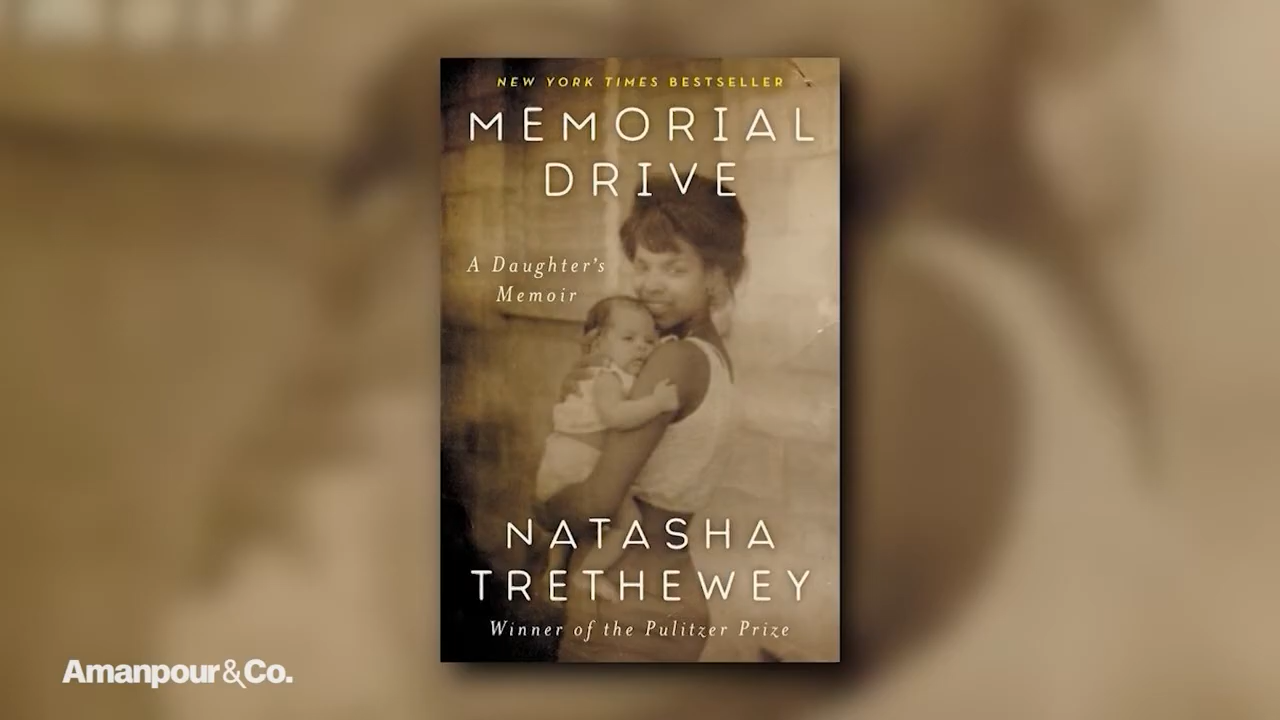 NEW YORK TIMES BESTSELLER
MEMORIAL
DRIVE
A Daughter's
Memoir
NATASHA
TRETHEWEY
Winner of the Pulitzer Prize
Amanpour&Co.